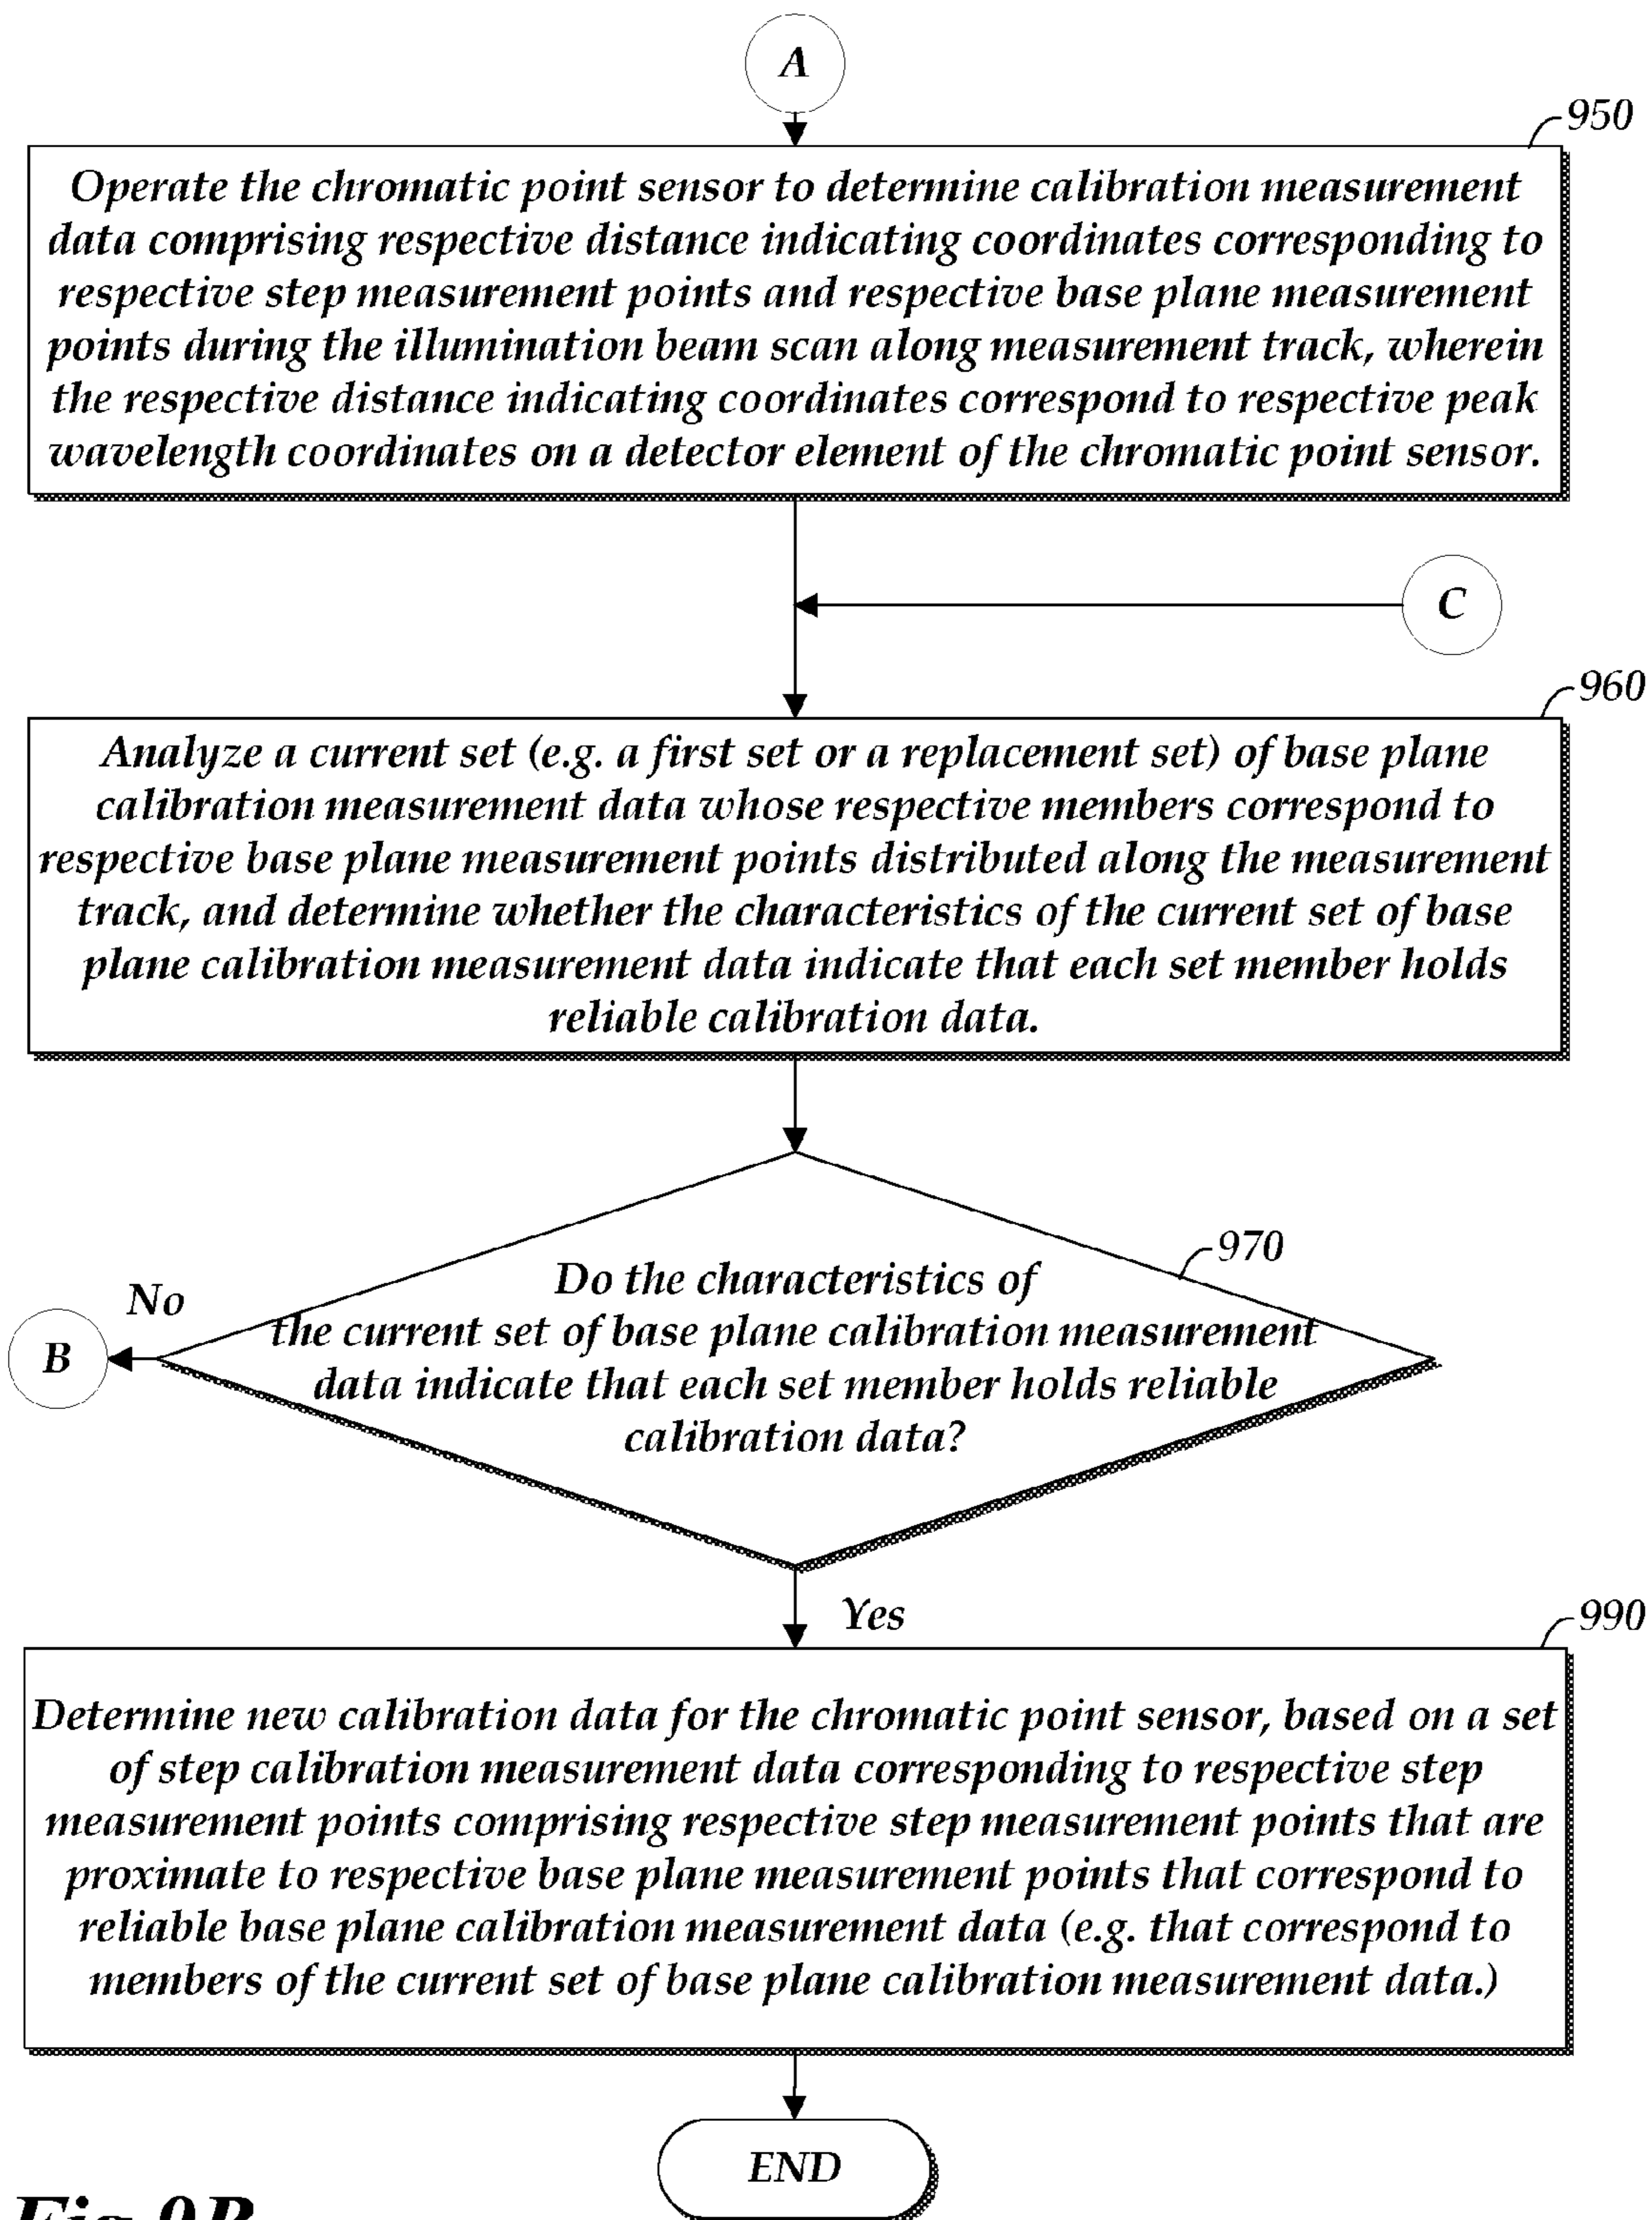 A
950
Operate the chromatic point sensor to determine calibration measurement
data comprising respective distance indicating coordinates corresponding to
respective step measurement points and respective base plane measurement
points during the illumination beam scan along measurement track, wherein
the respective distance indicating coordinates correspond to respective peak
wavelength coordinates on a detector element of the chromatic point sensor.
C
960
Analyze a current set (e.g. a first set or a replacement set) of base plane
calibration measurement data whose respective members correspond to
respective base plane measurement points distributed along the measurement
track, and determine whether the characteristics of the current set of base
plane calibration measurement data indicate that each set member holds
reliable calibration data.
970
No
B
Do the characteristics of
the current set of base plane calibration measurement
data indicate that each set member holds reliable
calibration data?
Yes
990
Determine new calibration data for the chromatic point sensor, based on a set
of step calibration measurement data corresponding to respective step
measurement points comprising respective step measurement points that are
proximate to respective base plane measurement points that correspond to
reliable base plane calibration measurement data (e.g. that correspond to
members of the current set of base plane calibration measurement data.)
END
Fig.9B